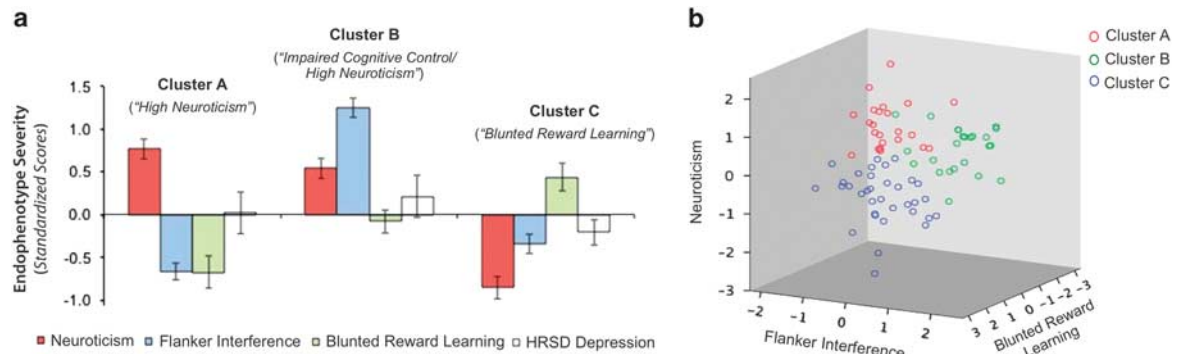 a
Cluster A
("High Neuroticism")
Cluster B
("Impaired Cognitive Control/
High Neuroticism")
Cluster C
("Blunted Reward Learning")
Endophenotype Severity
(Standardized Scores)
1.5
1.0
0.5
0.0
-0.5
-1.0
Neuroticism
Flanker Interference
Blunted Reward Learning
HRSD Depression
b
Cluster A
Cluster B
Cluster C
Neuroticism
2
1
0
-1
-2
-3
-2
-1
0
1
2
Flanker Interference
3
2
1
0
-1
-2
-3
Blunted Reward
Learning